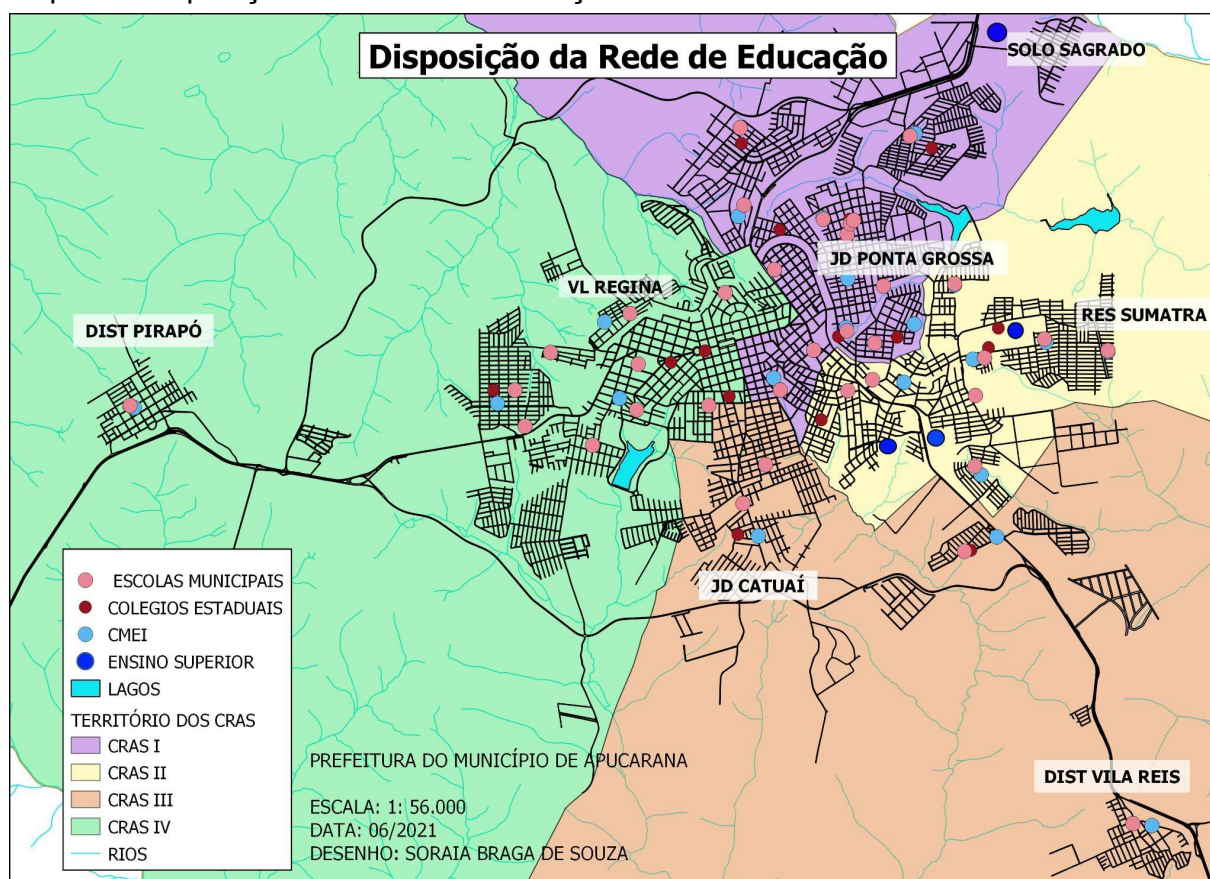 Disposição da Rede de Educação
SOLO SAGRADO
JD PONTA GROSSA
VL REGINA
RES SUMATRA
DIST PIRAPÓ
JD CATUAÍ
DIST VILA REIS
ESCOLAS MUNICIPAIS
COLEGIOS ESTADUAIS
CMEI
ENSINO SUPERIOR
LAGOS
TERRITÓRIO DOS CRAS
CRAS I
CRAS II
CRAS III
CRAS IV
RIOS
PREFEITURA DO MUNICÍPIO DE APUCARANA
ESCALA: 1: 56.000
DATA: 06/2021
DESENHO: SORAIA BRAGA DE SOUZA